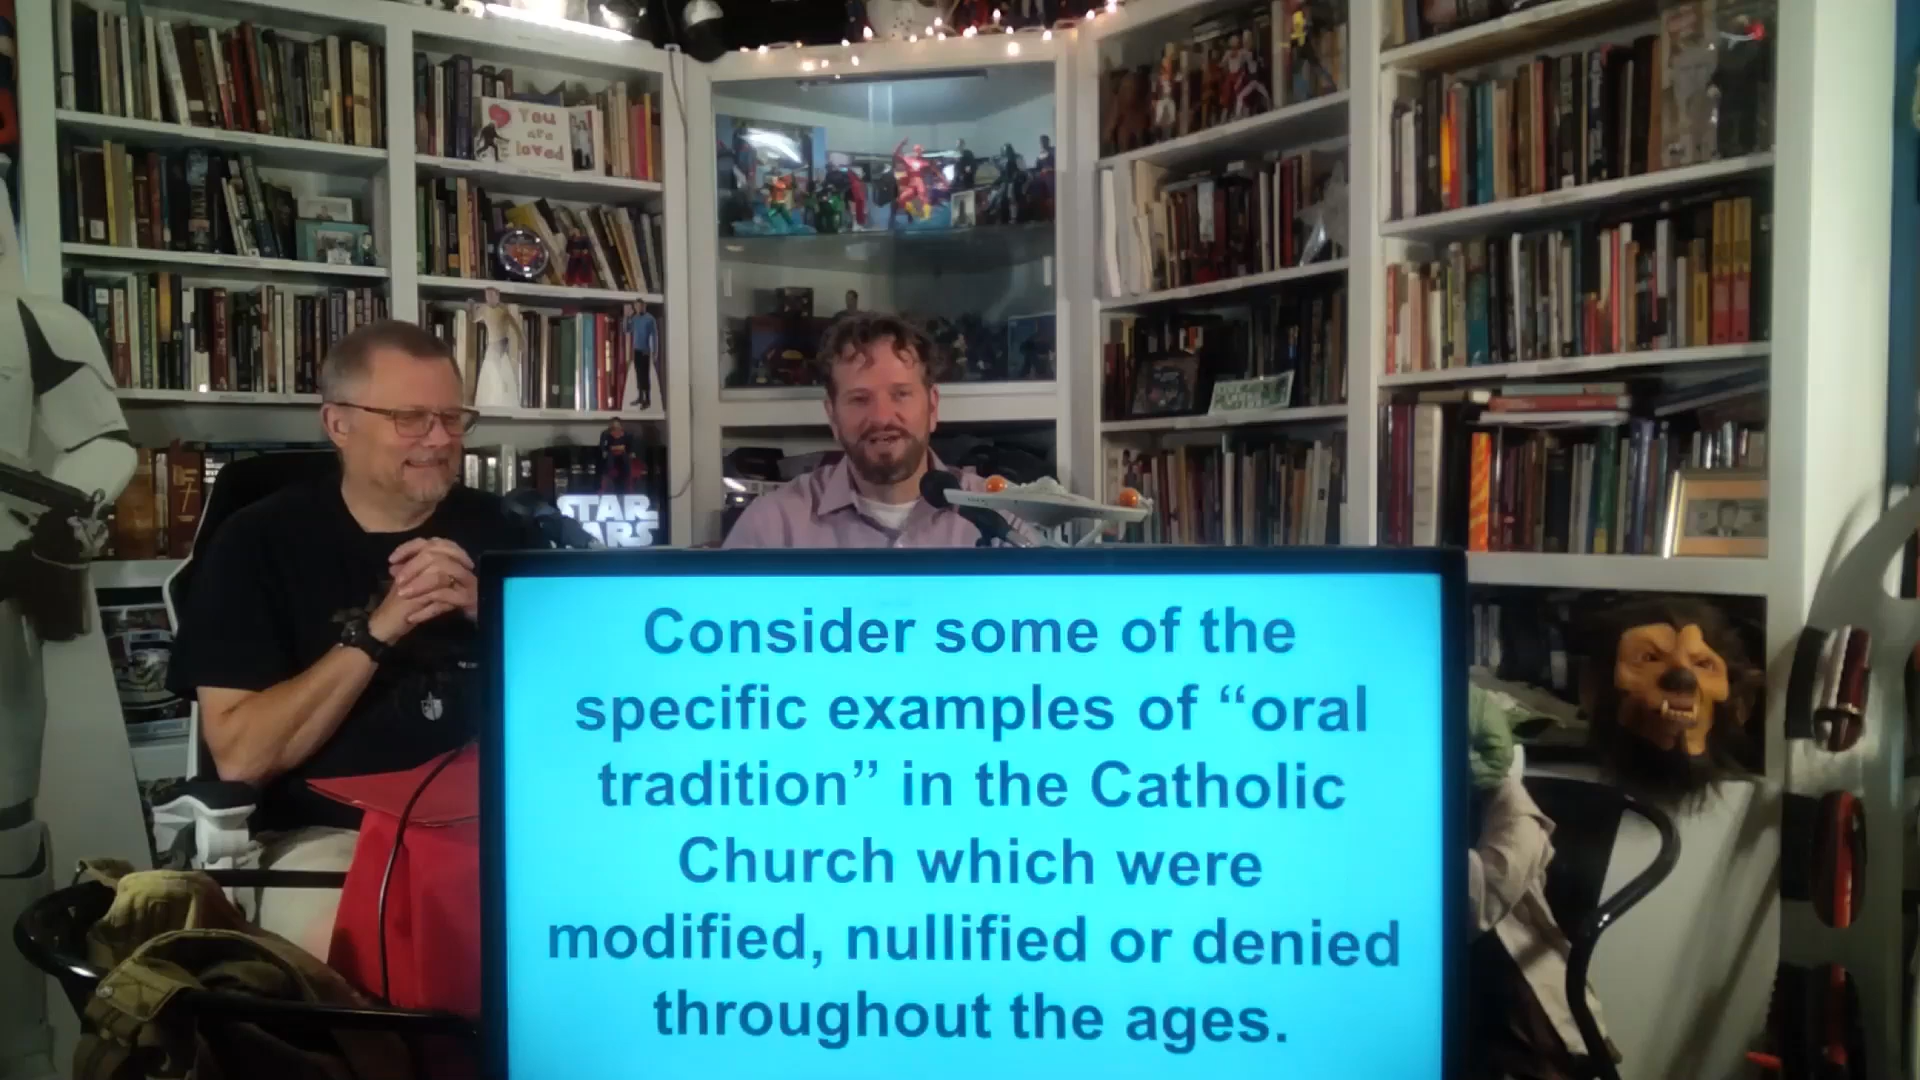 You
are
loved
STAR
WARS
Consider some of the
specific examples of “oral
tradition” in the Catholic
Church which were
modified, nullified or denied
throughout the ages.